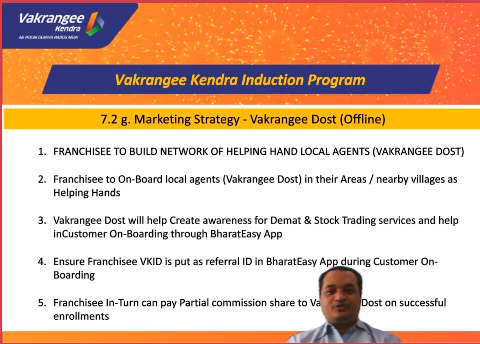 Vakrangee
Kendra
Vakrangee Kendra Induction Program
7.2 g. Marketing Strategy - Vakrangee Dost (Offline)
1. FRANCHISEE TO BUILD NETWORK OF HELPING HAND LOCAL AGENTS (VAKRANGEE DOST)
2. Franchisee to On-Board local agents (Vakrangee Dost) in their Areas / nearby villages as
Helping Hands
3. Vakrangee Dost will help Create awareness for Demat & Stock Trading services and help
inCustomer On-Boarding through BharatEasy App
4. Ensure Franchisee VKID is put as referral ID in BharatEasy App during Customer On-
Boarding
5. Franchisee In-Turn can pay Partial commission share to Va Dost on successful
enrollments